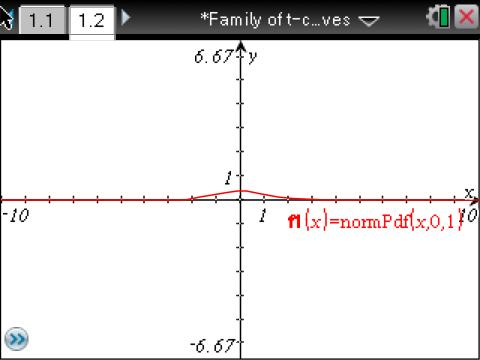 1.1 1.2 *Family of t-c...ves
6.67 y
1
x
-10 1 10
f1(x)=normPdf(x,0,1)
-6.67